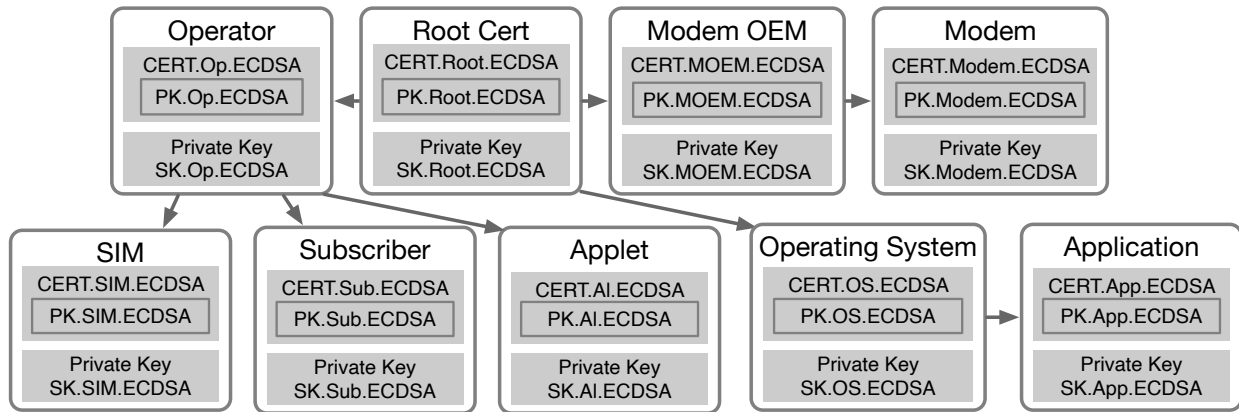 Operator
CERT.Op.ECDSA
PK.Op.ECDSA
Private Key
SK.Op.ECDSA
Root Cert
CERT.Root.ECDSA
PK.Root.ECDSA
Private Key
SK.Root.ECDSA
Modem OEM
CERT.MOEM.ECDSA
PK.MOEM.ECDSA
Private Key
SK.MOEM.ECDSA
Modem
CERT.Modem.ECDSA
PK.Modem.ECDSA
Private Key
SK.Modem.ECDSA
SIM
CERT.SIM.ECDSA
PK.SIM.ECDSA
Private Key
SK.SIM.ECDSA
Subscriber
CERT.Sub.ECDSA
PK.Sub.ECDSA
Private Key
SK.Sub.ECDSA
Applet
CERT.Al.ECDSA
PK.Al.ECDSA
Private Key
SK.Al.ECDSA
Operating System
CERT.OS.ECDSA
PK.OS.ECDSA
Private Key
SK.OS.ECDSA
Application
CERT.App.ECDSA
PK.App.ECDSA
Private Key
SK.App.ECDSA